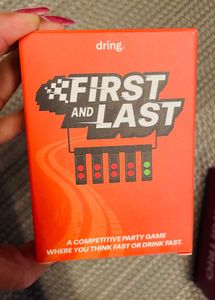 dring.
FIRST
AND LAST
A COMPETITIVE PARTY GAME
WHERE YOU THINK FAST OR DRINK FAST.